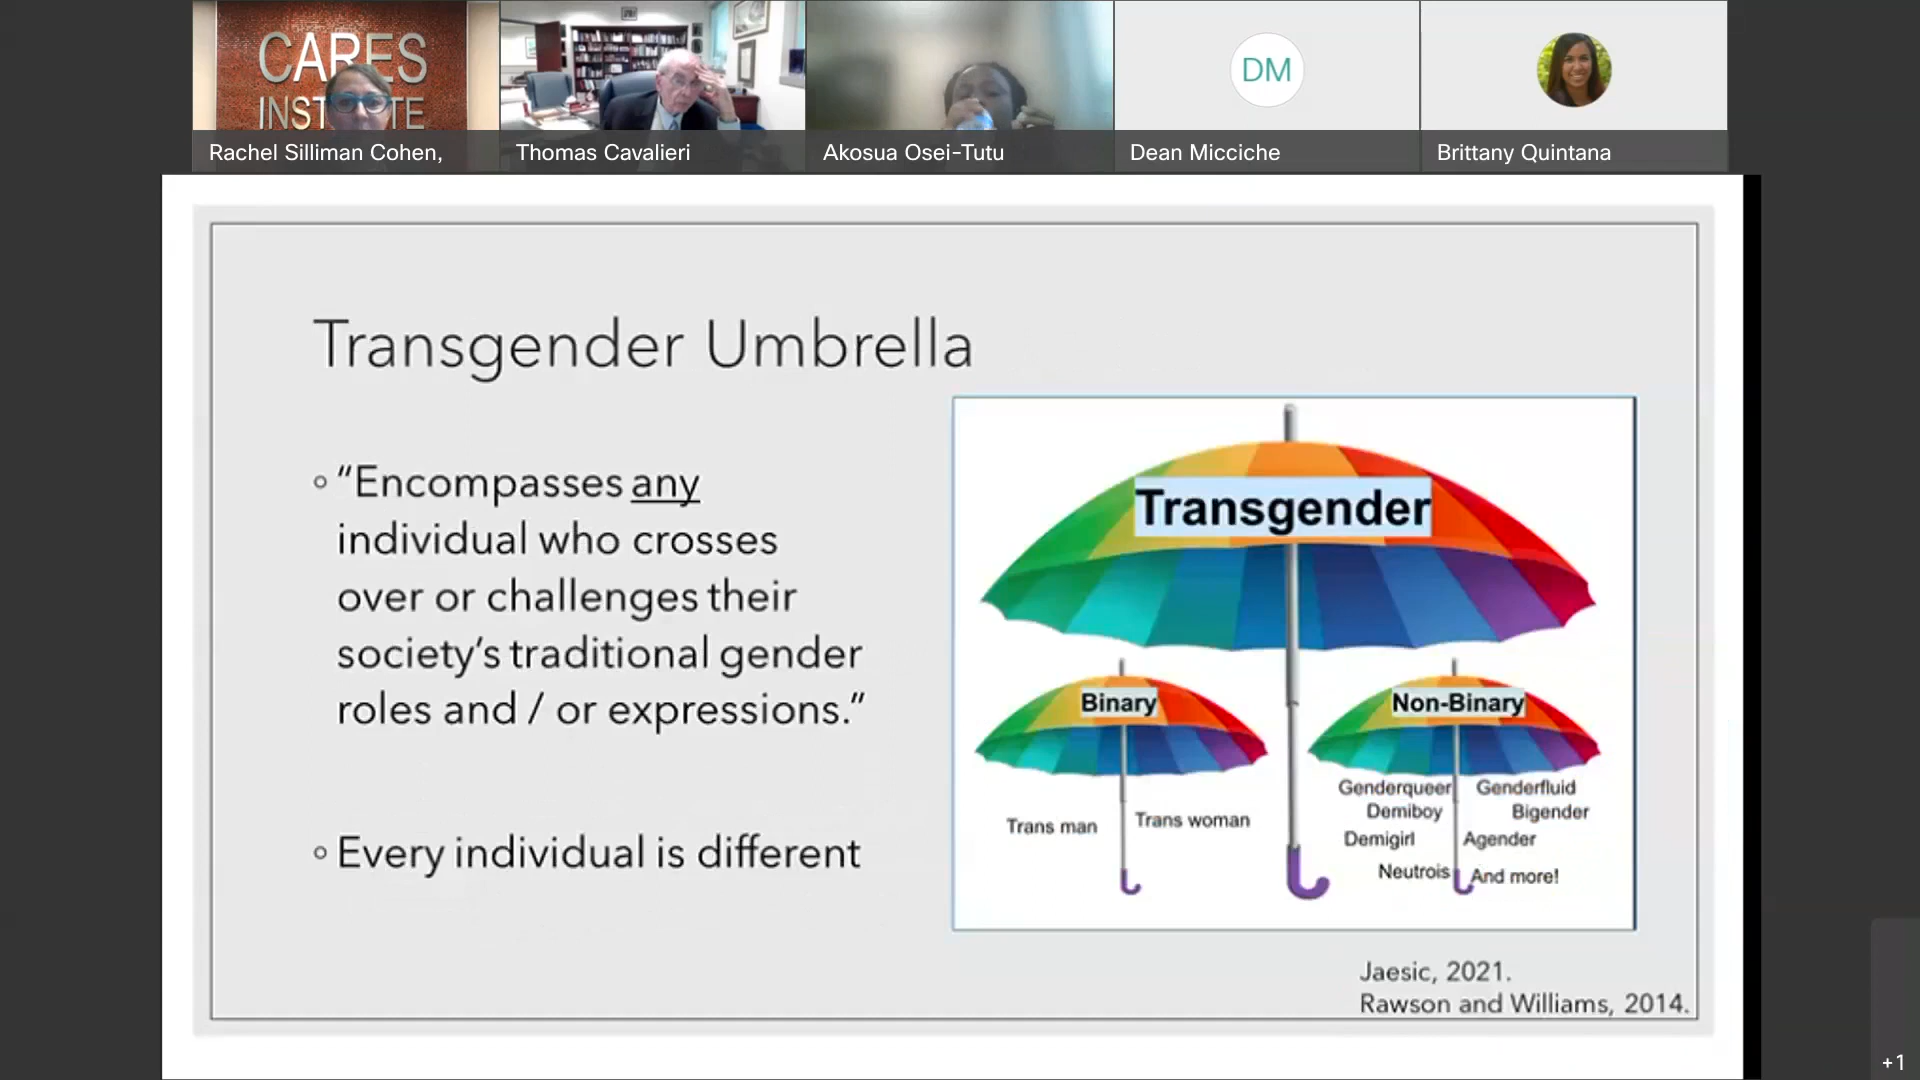 CARES
INSTITUTE
Rachel Silliman Cohen,
Thomas Cavalieri
Akosua Osei-Tutu
DM
Dean Micciche
Brittany Quintana
Transgender Umbrella
“Encompasses any
individual who crosses
over or challenges their
society’s traditional gender
roles and / or expressions.”
Every individual is different
Transgender
Binary
Trans man
Trans woman
Non-Binary
Genderqueer
Genderfluid
Demiboy
Bigender
Demigirl
Agender
Neutrois
And more!
Jaesic, 2021.
Rawson and Williams, 2014.
+1